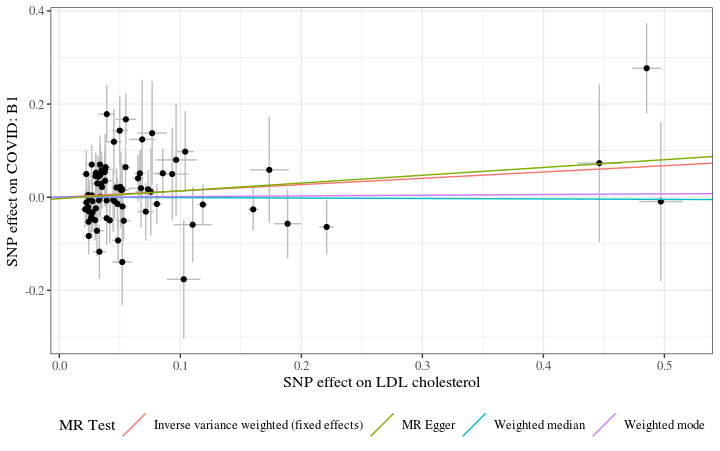 0.4
0.2
0.0
-0.2
SNP effect on COVID: B1
0.0
0.1
0.2
0.3
0.4
0.5
SNP effect on LDL cholesterol
MR Test
Inverse variance weighted (fixed effects)
MR Egger
Weighted median
Weighted mode